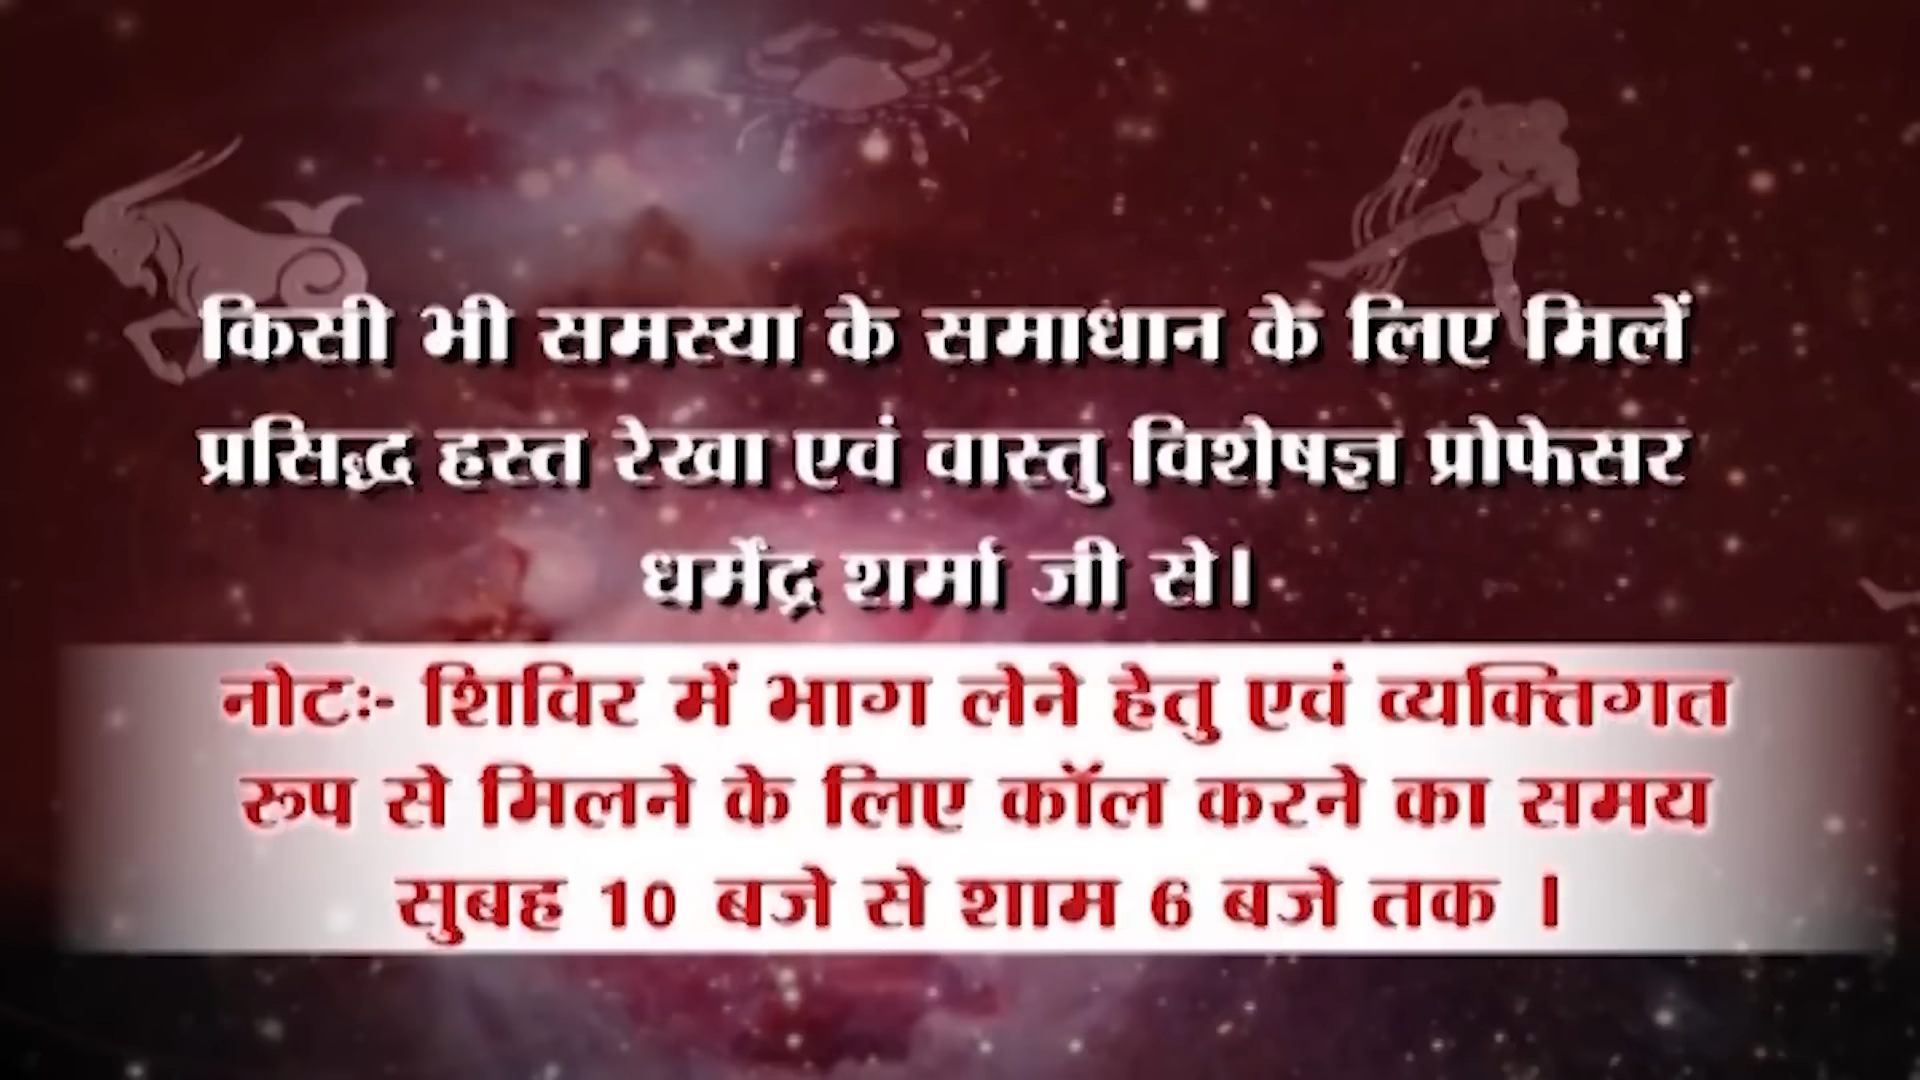 किसी भी समस्या के समाधान के लिए मिलें
प्रसिद्ध हस्त रेखा एवं वास्तु विशेषज्ञ प्रोफेसर
धर्मेंद्र शर्मा जी से।
नोटः- शिविर में भाग लेने हेतु एवं व्यक्तिगत
रूप से मिलने के लिए कॉल करने का समय
सुबह 10 बजे से शाम 6 बजे तक ।